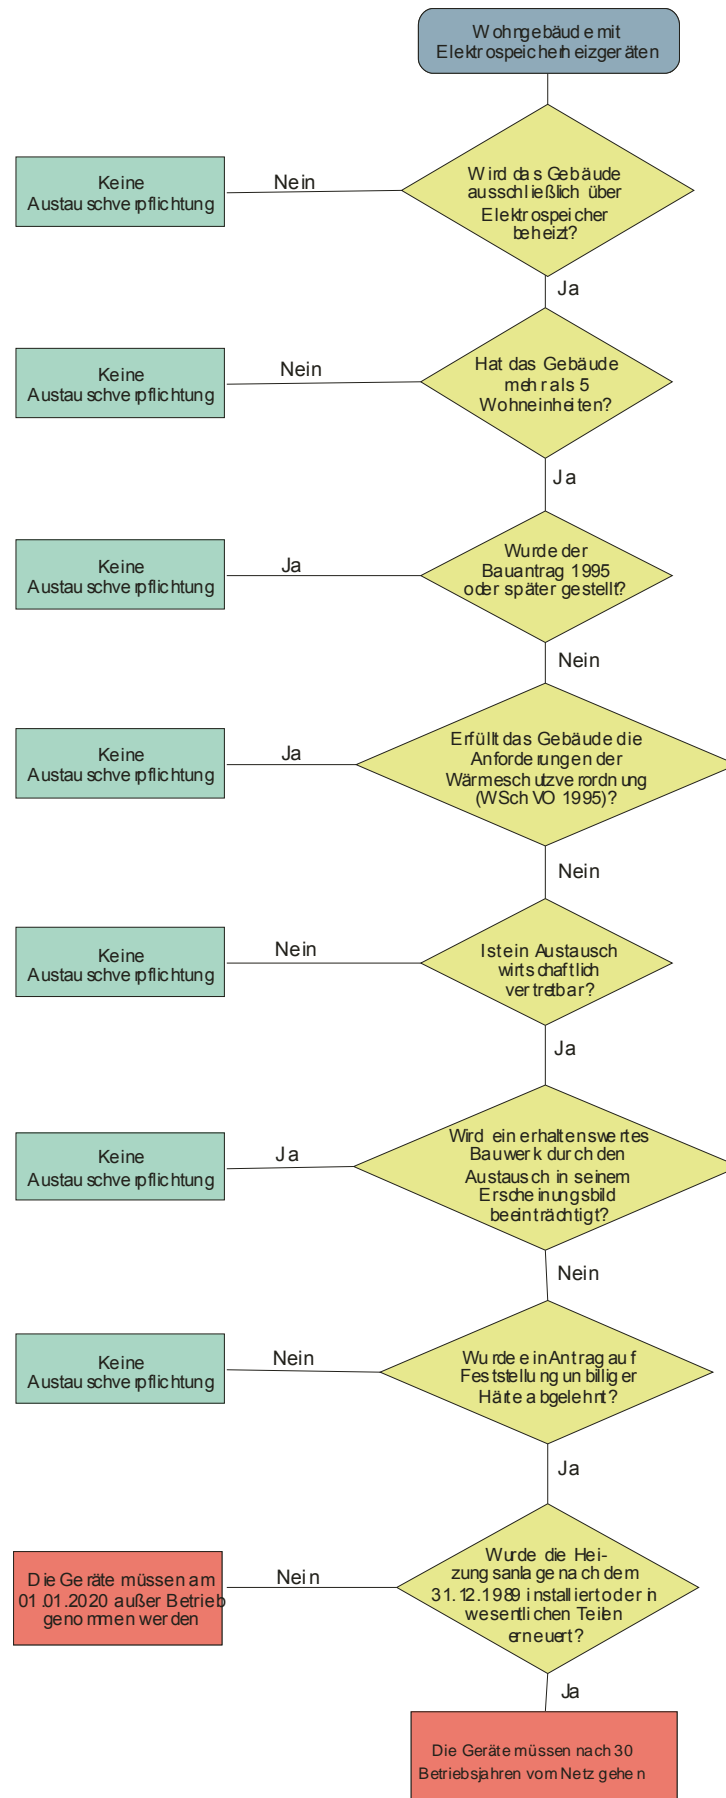 Wohngebäude mit
Elektrospeicherheizgeräten
Wird das Gebäude
ausschließlich über
Elektrospeicher
beheizt?
Nein
Keine
Austauschverpflichtung
Ja
Hat das Gebäude
mehr als 5
Wohneinheiten?
Nein
Keine
Austauschverpflichtung
Ja
Wurde der
Bauantrag 1995
oder später gestellt?
Ja
Keine
Austauschverpflichtung
Nein
Erfüllt das Gebäude die
Anforderungen der
Wärmeschutzverordnung
(WSchVO 1995)?
Ja
Keine
Austauschverpflichtung
Nein
Ist ein Austausch
wirtschaftlich
vertretbar?
Nein
Keine
Austauschverpflichtung
Ja
Wird ein erhaltenswertes
Bauwerk durch den
Austausch in seinem
Erscheinungsbild
beeinträchtigt?
Ja
Keine
Austauschverpflichtung
Nein
Wurde ein Antrag auf
Feststellung unbilliger
Härte abgelehnt?
Nein
Keine
Austauschverpflichtung
Ja
Wurde die Hei-
zungsanlage nach dem
31.12.1989 installiert oder in
wesentlichen Teilen
erneuert?
Nein
Die Geräte müssen am
01.01.2020 außer Betrieb
genommen werden
Ja
Die Geräte müssen nach 30
Betriebsjahren vom Netz gehen